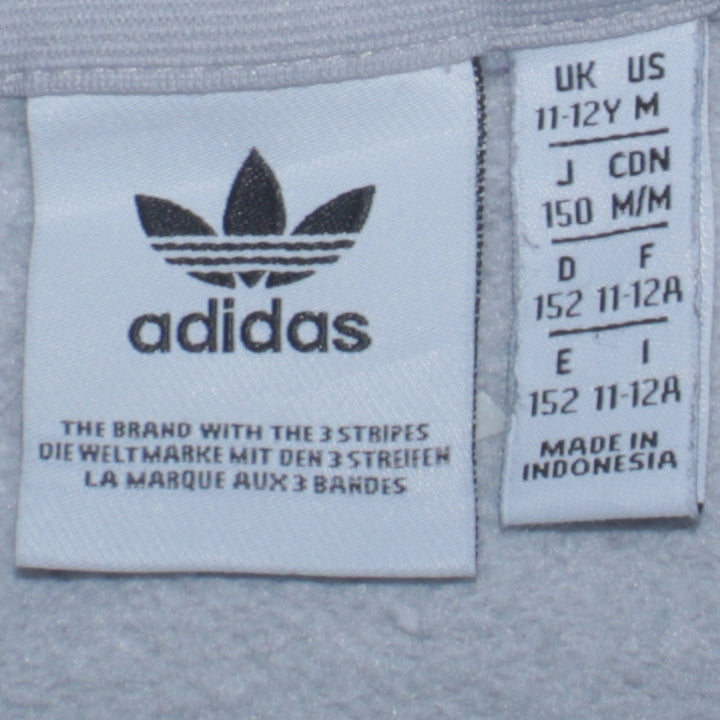 adidas
THE BRAND WITH THE 3 STRIPES
DIE WELTMARKE MIT DEN 3 STREIFEN
LA MARQUE AUX 3 BANDES
UK US
11-12Y M
J CDN
150 M/M
D F
152 11-12A
E I
152 11-12A
MADE IN
INDONESIA